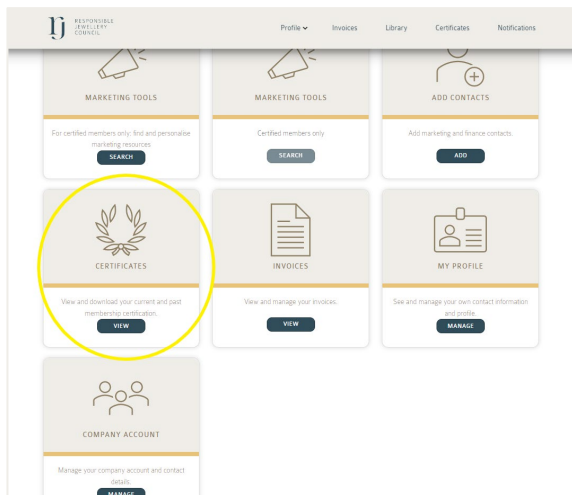 RESPONSIBLE
JEWELLERY
COUNCIL
Profile Invoices Library Certificates Notifications
MARKETING TOOLS
For certified members only: find and personalise
marketing resources
SEARCH
MARKETING TOOLS
Certified members only
SEARCH
ADD CONTACTS
Add marketing and finance contacts.
ADD
CERTIFICATES
View and download your current and past
membership certification.
VIEW
INVOICES
View and manage your invoices.
VIEW
MY PROFILE
See and manage your own contact information
and profile.
MANAGE
COMPANY ACCOUNT
Manage your company account and contact
details.
MANAGE